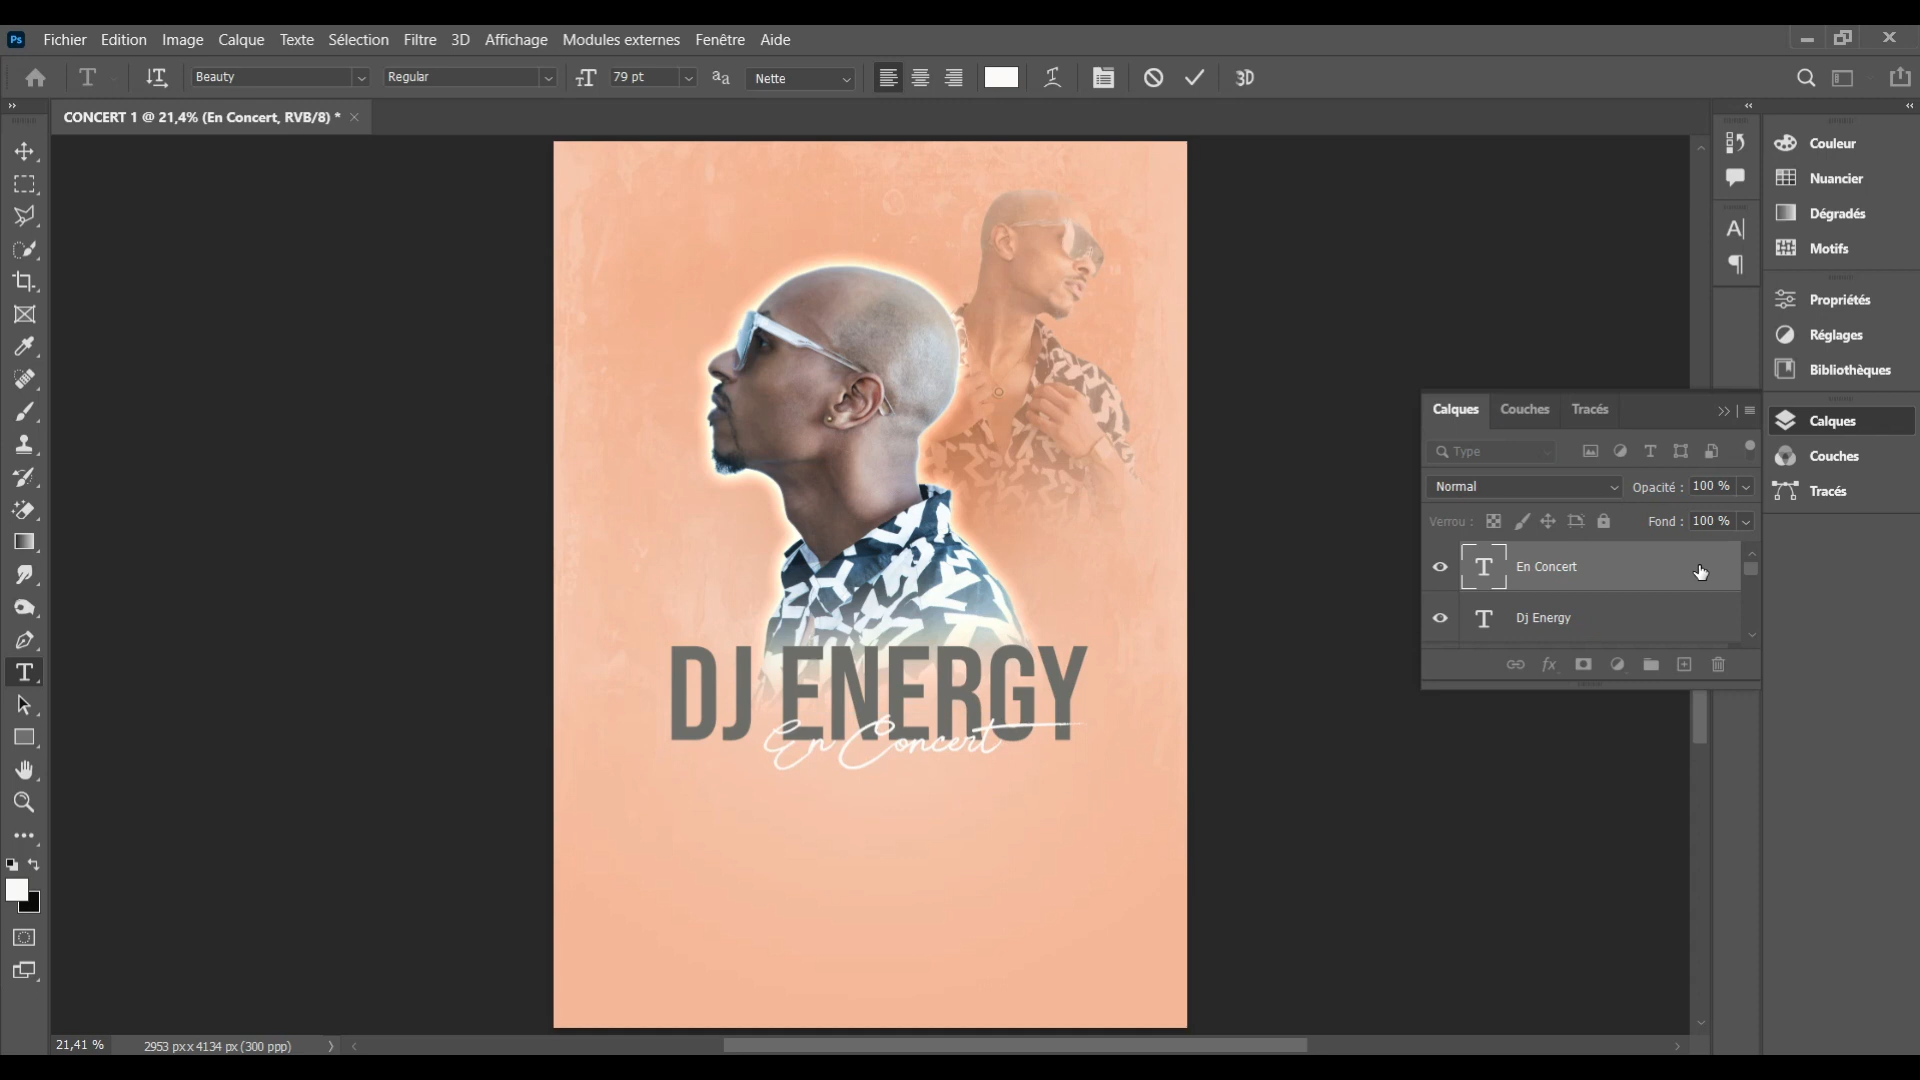 Ps Fichier Edition Image Calque Texte Sélection Filtre 3D Affichage Modules externes Fenêtre Aide
Beauty Regular 79 pt aa Nette 3D
CONCERT 1 @ 21,4% (En Concert, RVB/8) *
Couleur
Nuancier
Dégradés
Motifs
Propriétés
Réglages
Bibliothèques
Calques
Couches
Tracés
Calques Couches Tracés
Type
Normal Opacité : 100 %
Verrou : Fond : 100 %
En Concert
Dj Energy
DJ ENERGY
En Concert
21,41 % 2953 px x 4134 px (300 ppp)